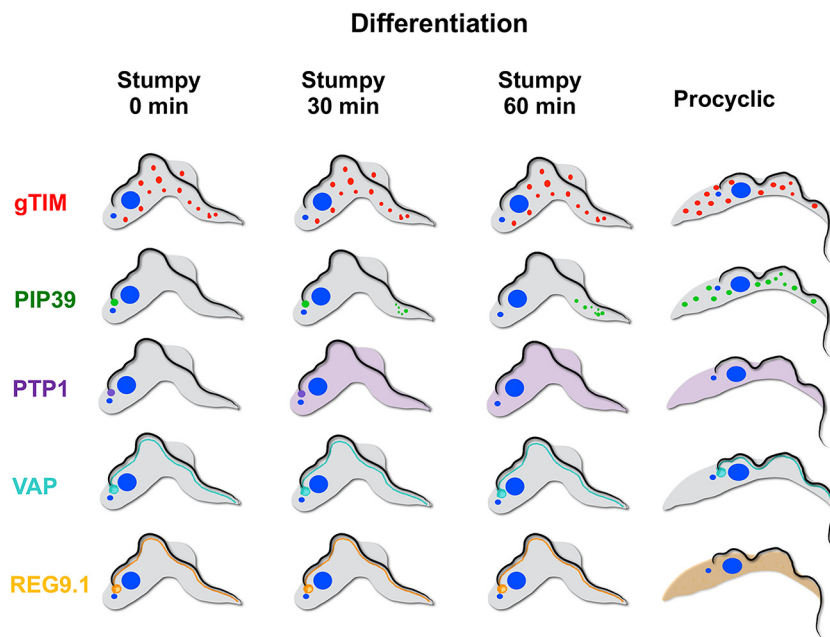 Differentiation
Stumpy
0 min
Stumpy
30 min
Stumpy
60 min
Procyclic
gTIM
PIP39
PTP1
VAP
REG9.1